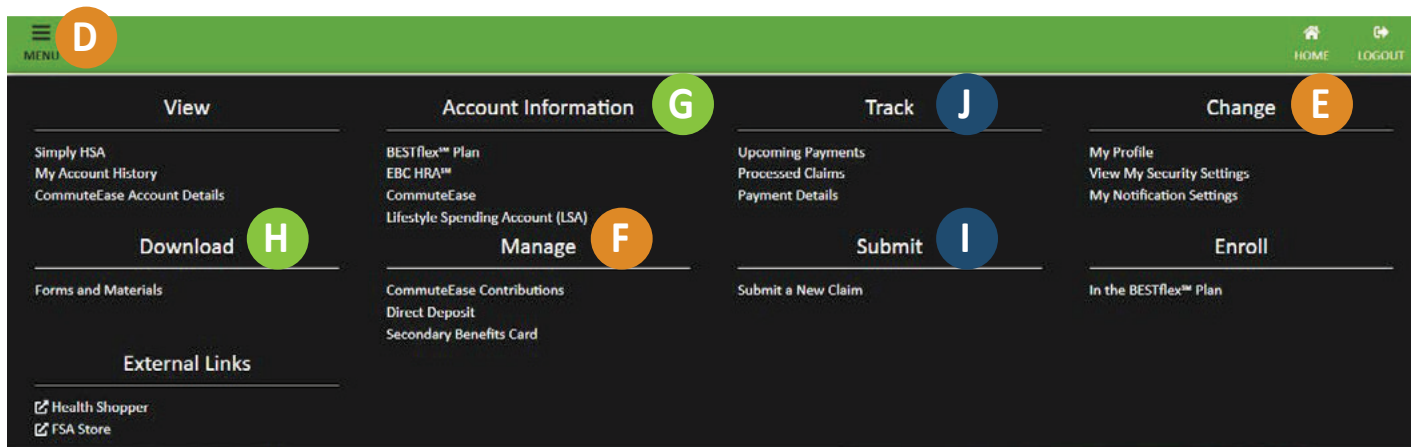 D
MENU
HOME
LOGOUT
View
Simply HSA
My Account History
CommuteEase Account Details
Account Information G
BESTflex℠ Plan
EBC HRA℠
CommuteEase
Lifestyle Spending Account (LSA)
Track J
Upcoming Payments
Processed Claims
Payment Details
Change E
My Profile
View My Security Settings
My Notification Settings
Download H
Forms and Materials
Manage F
CommuteEase Contributions
Direct Deposit
Secondary Benefits Card
Submit I
Submit a New Claim
Enroll
In the BESTflex℠ Plan
External Links
Health Shopper
FSA Store